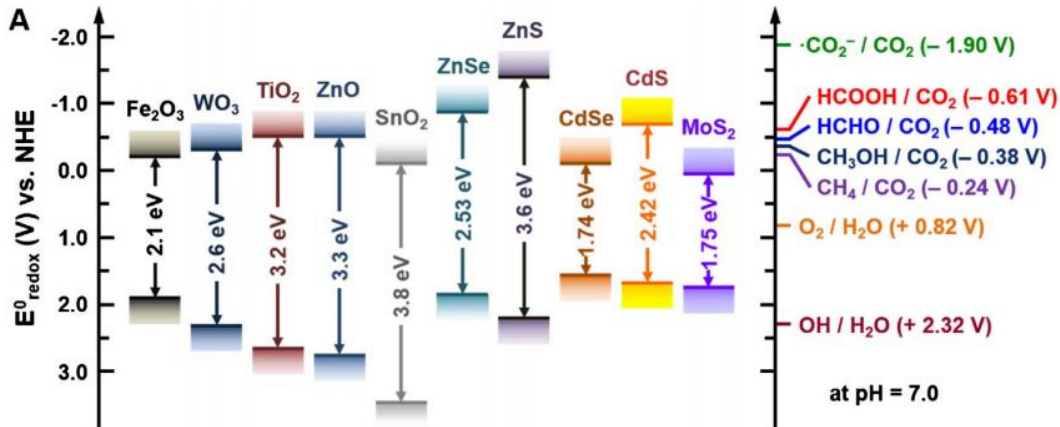 A
E⁰redox (V) vs. NHE
-2.0
-1.0
0.0
1.0
2.0
3.0
Fe₂O₃
2.1 eV
WO₃
2.6 eV
TiO₂
3.2 eV
ZnO
3.3 eV
SnO₂
3.8 eV
ZnSe
2.53 eV
ZnS
3.6 eV
CdSe
1.74 eV
CdS
2.42 eV
MoS₂
1.75 eV
·CO₂⁻ / CO₂ (– 1.90 V)
HCOOH / CO₂ (– 0.61 V)
HCHO / CO₂ (– 0.48 V)
CH₃OH / CO₂ (– 0.38 V)
CH₄ / CO₂ (– 0.24 V)
O₂ / H₂O (+ 0.82 V)
OH / H₂O (+ 2.32 V)
at pH = 7.0